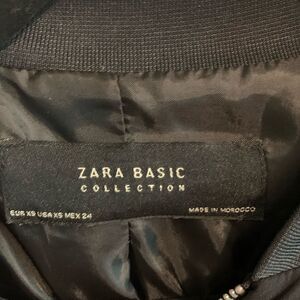 ZARA BASIC
COLLECTION
EUR XS USA XS MEX 24
MADE IN MOROCCO